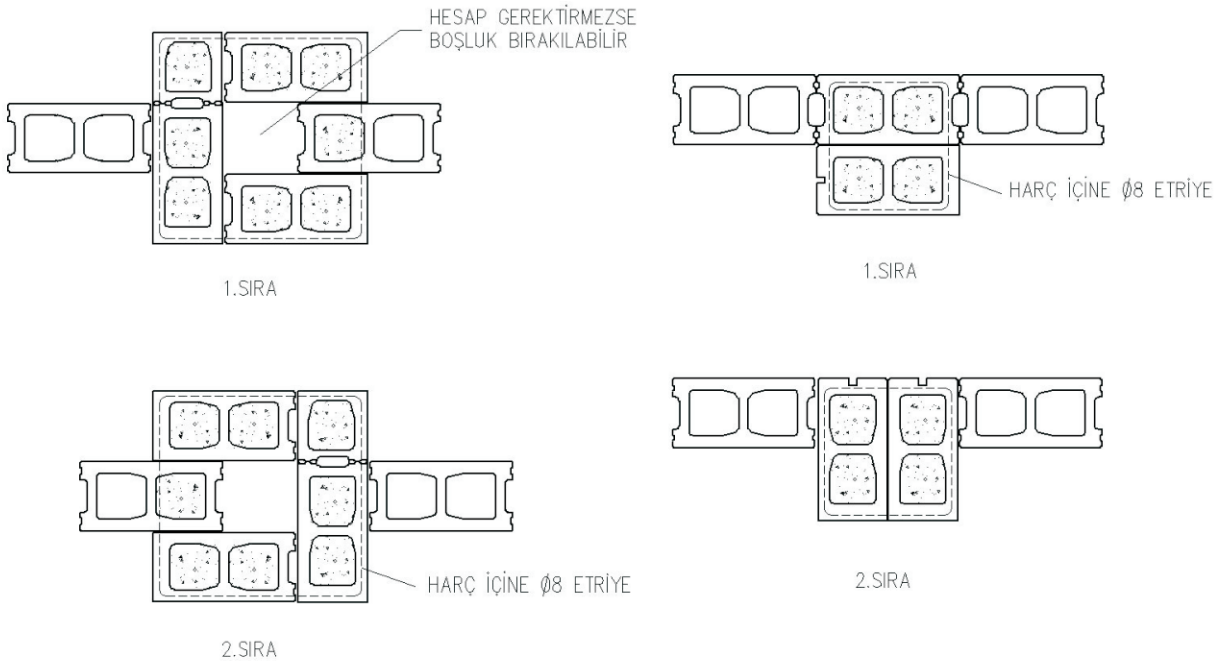 HESAP GEREKTİRMEZSE
BOŞLUK BIRAKILABİLİR
1.SIRA
HARÇ İÇİNE Ø8 ETRİYE
1.SIRA
HARÇ İÇİNE Ø8 ETRİYE
2.SIRA
2.SIRA